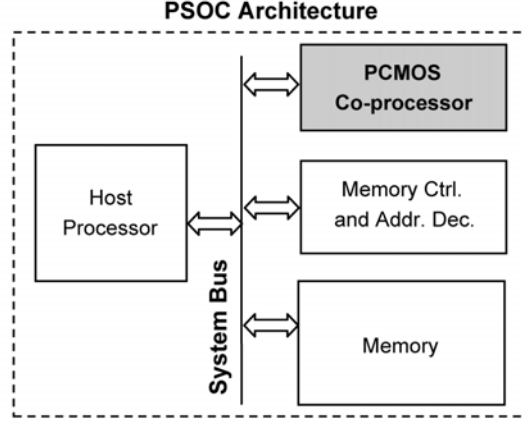 PSOC Architecture
PCMOS
Co-processor
Host
Processor
Memory Ctrl.
and Addr. Dec.
System Bus
Memory